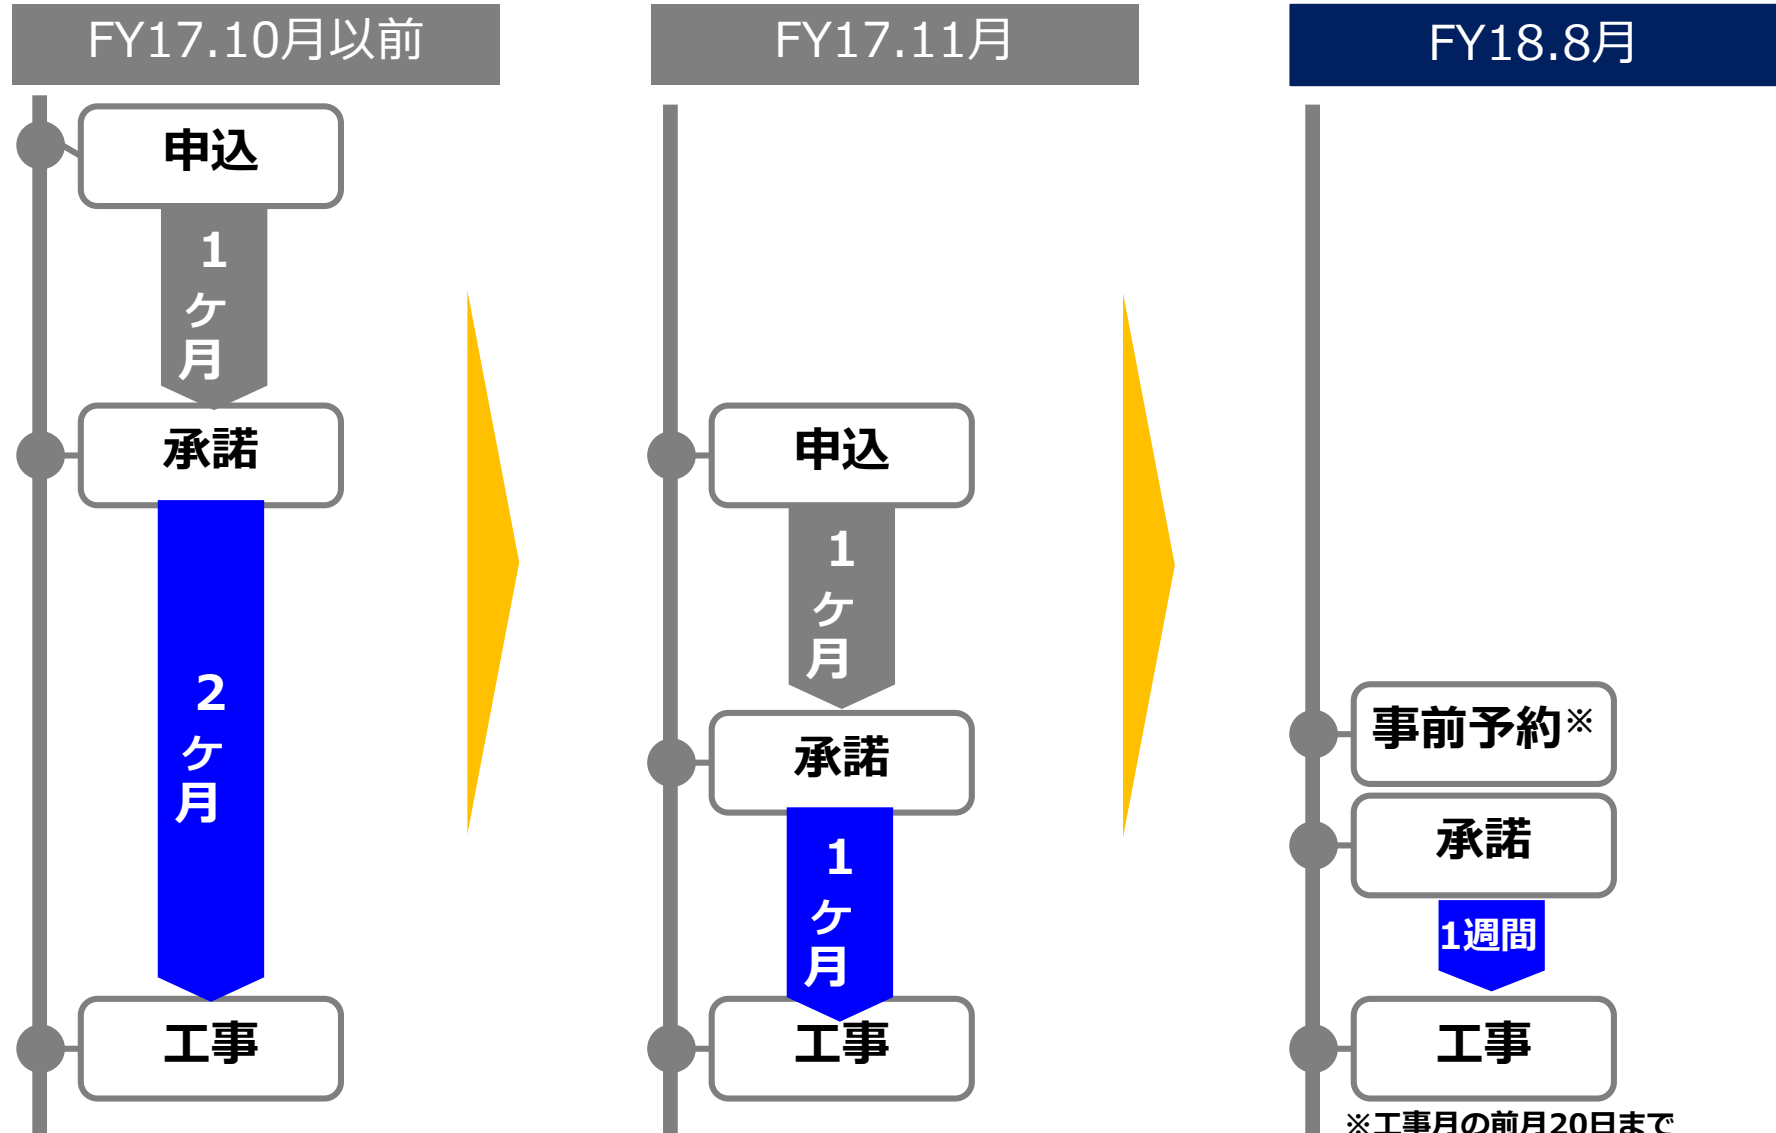 FY17.10月以前
申込
1
ケ
月
承諾
2
ケ
月
工事
FY17.11月
申込
1
ケ
月
承諾
1
ケ
月
工事
FY18.8月
事前予約※
承諾
1週間
工事
※工事月の前月20日まで